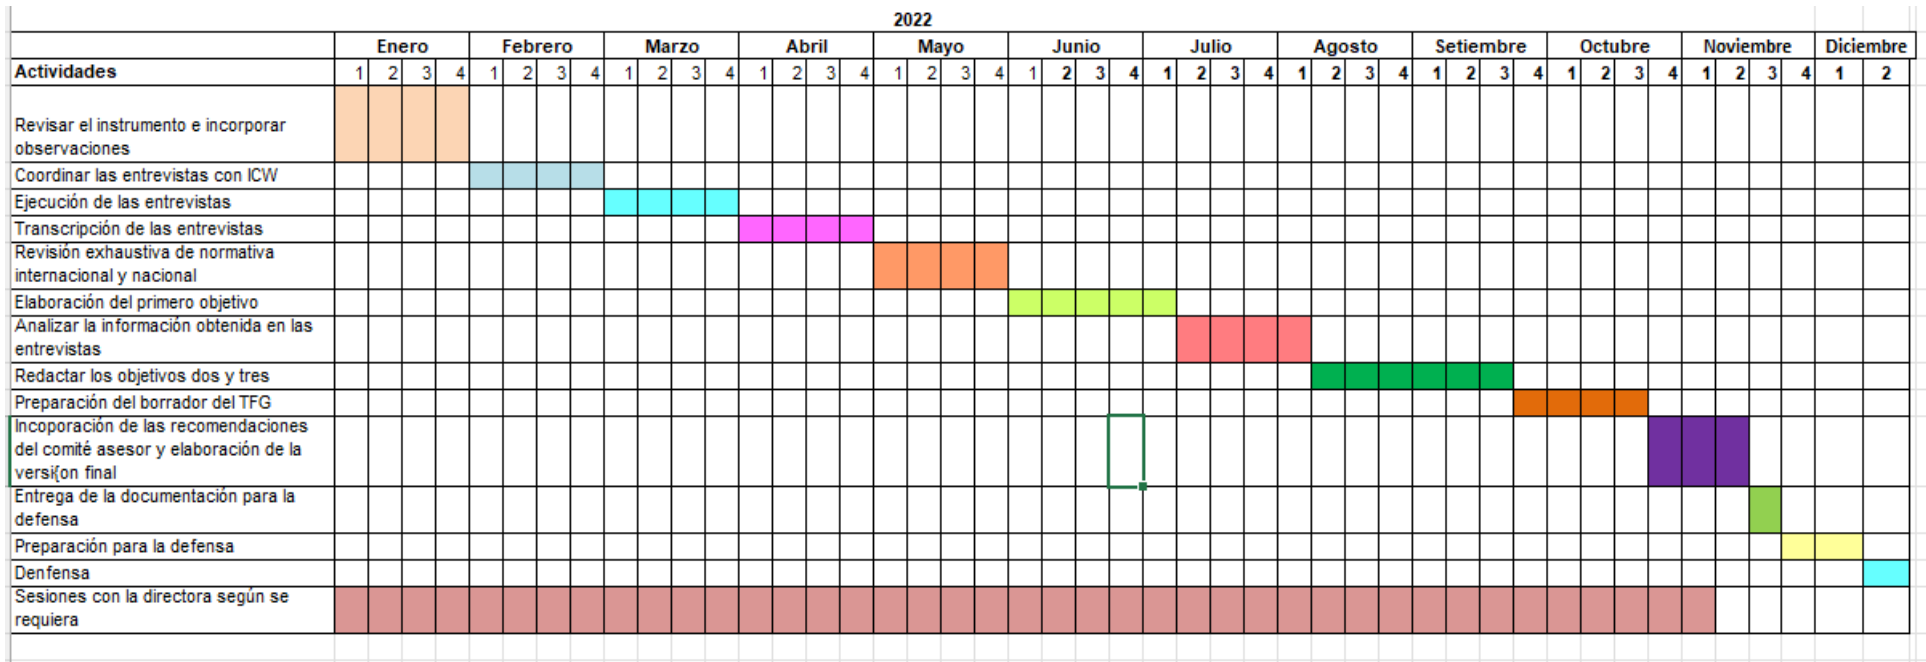 2022
Enero Febrero Marzo Abril Mayo Junio Julio Agosto Setiembre Octubre Noviembre Diciembre
Actividades 1 2 3 4 1 2 3 4 1 2 3 4 1 2 3 4 1 2 3 4 1 2 3 4 1 2 3 4 1 2 3 4 1 2 3 4 1 2 3 4 1 2 3 4 1 2
Revisar el instrumento e incorporar
observaciones
Coordinar las entrevistas con ICW
Ejecución de las entrevistas
Transcripción de las entrevistas
Revisión exhaustiva de normativa
internacional y nacional
Elaboración del primero objetivo
Analizar la información obtenida en las
entrevistas
Redactar los objetivos dos y tres
Preparación del borrador del TFG
Incoporación de las recomendaciones
del comité asesor y elaboración de la
versi{on final
Entrega de la documentación para la
defensa
Preparación para la defensa
Denfensa
Sesiones con la directora según se
requiera